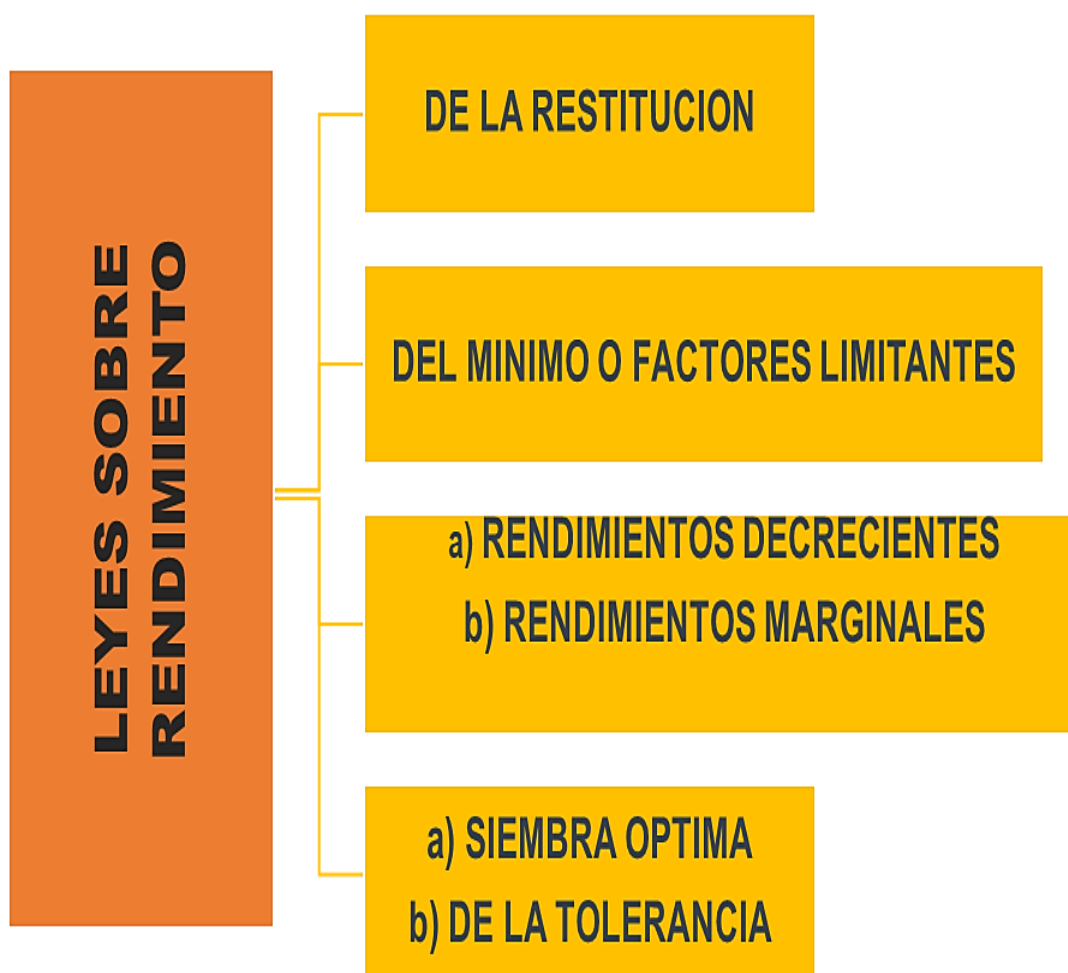 LEYES SOBRE
RENDIMIENTO
DE LA RESTITUCION
DEL MINIMO O FACTORES LIMITANTES
a) RENDIMIENTOS DECRECIENTES
b) RENDIMIENTOS MARGINALES
a) SIEMBRA OPTIMA
b) DE LA TOLERANCIA